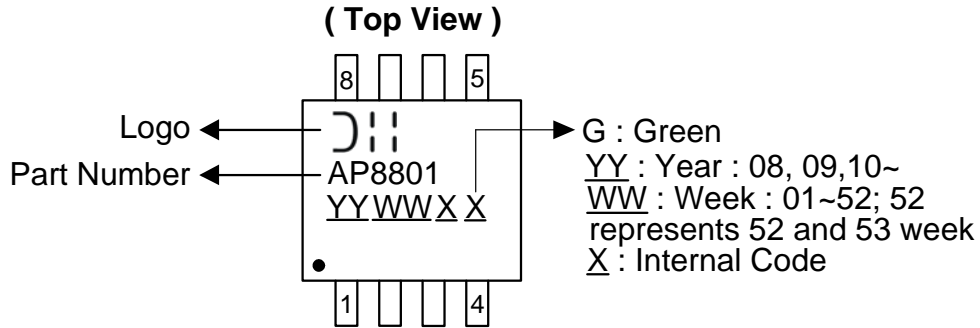 ( Top View )
8 5
Logo
AP8801
Part Number
YY WW X X
G : Green
YY : Year : 08, 09,10~
WW : Week : 01~52; 52
represents 52 and 53 week
X : Internal Code
1 4